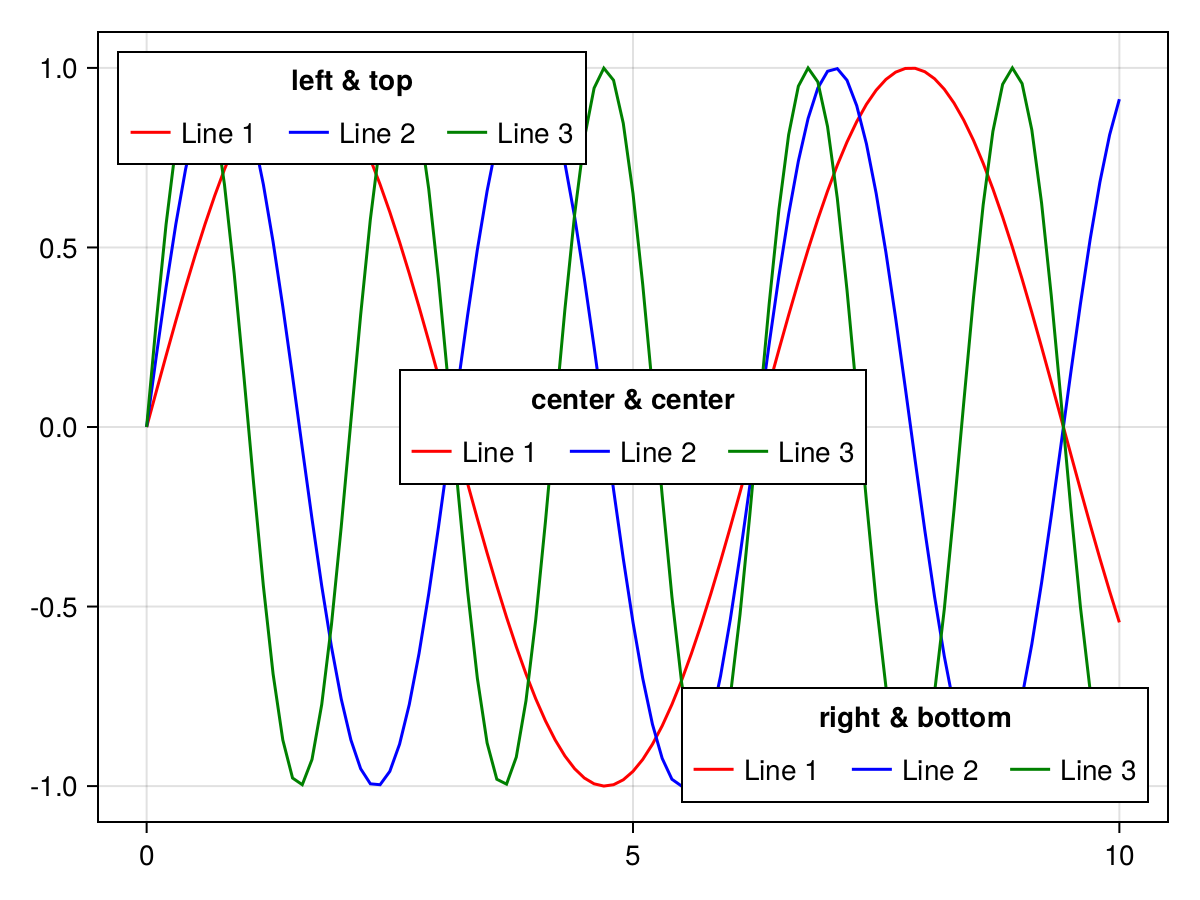 1.0
left & top
Line 1 Line 2 Line 3
0.5
center & center
0.0
Line 1 Line 2 Line 3
-0.5
right & bottom
Line 1 Line 2 Line 3
-1.0
0 5 10